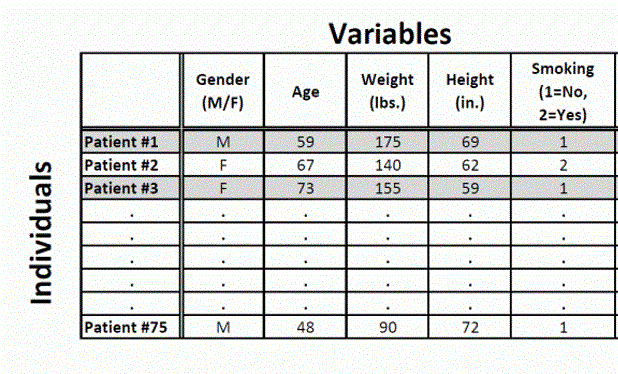 Variables
Gender (M/F) Age Weight (lbs.) Height (in.) Smoking (1=No, 2=Yes)
Individuals
Patient #1 M 59 175 69 1
Patient #2 F 67 140 62 2
Patient #3 F 73 155 59 1
. . . . . .
. . . . . .
. . . . . .
. . . . . .
. . . . . .
Patient #75 M 48 90 72 1